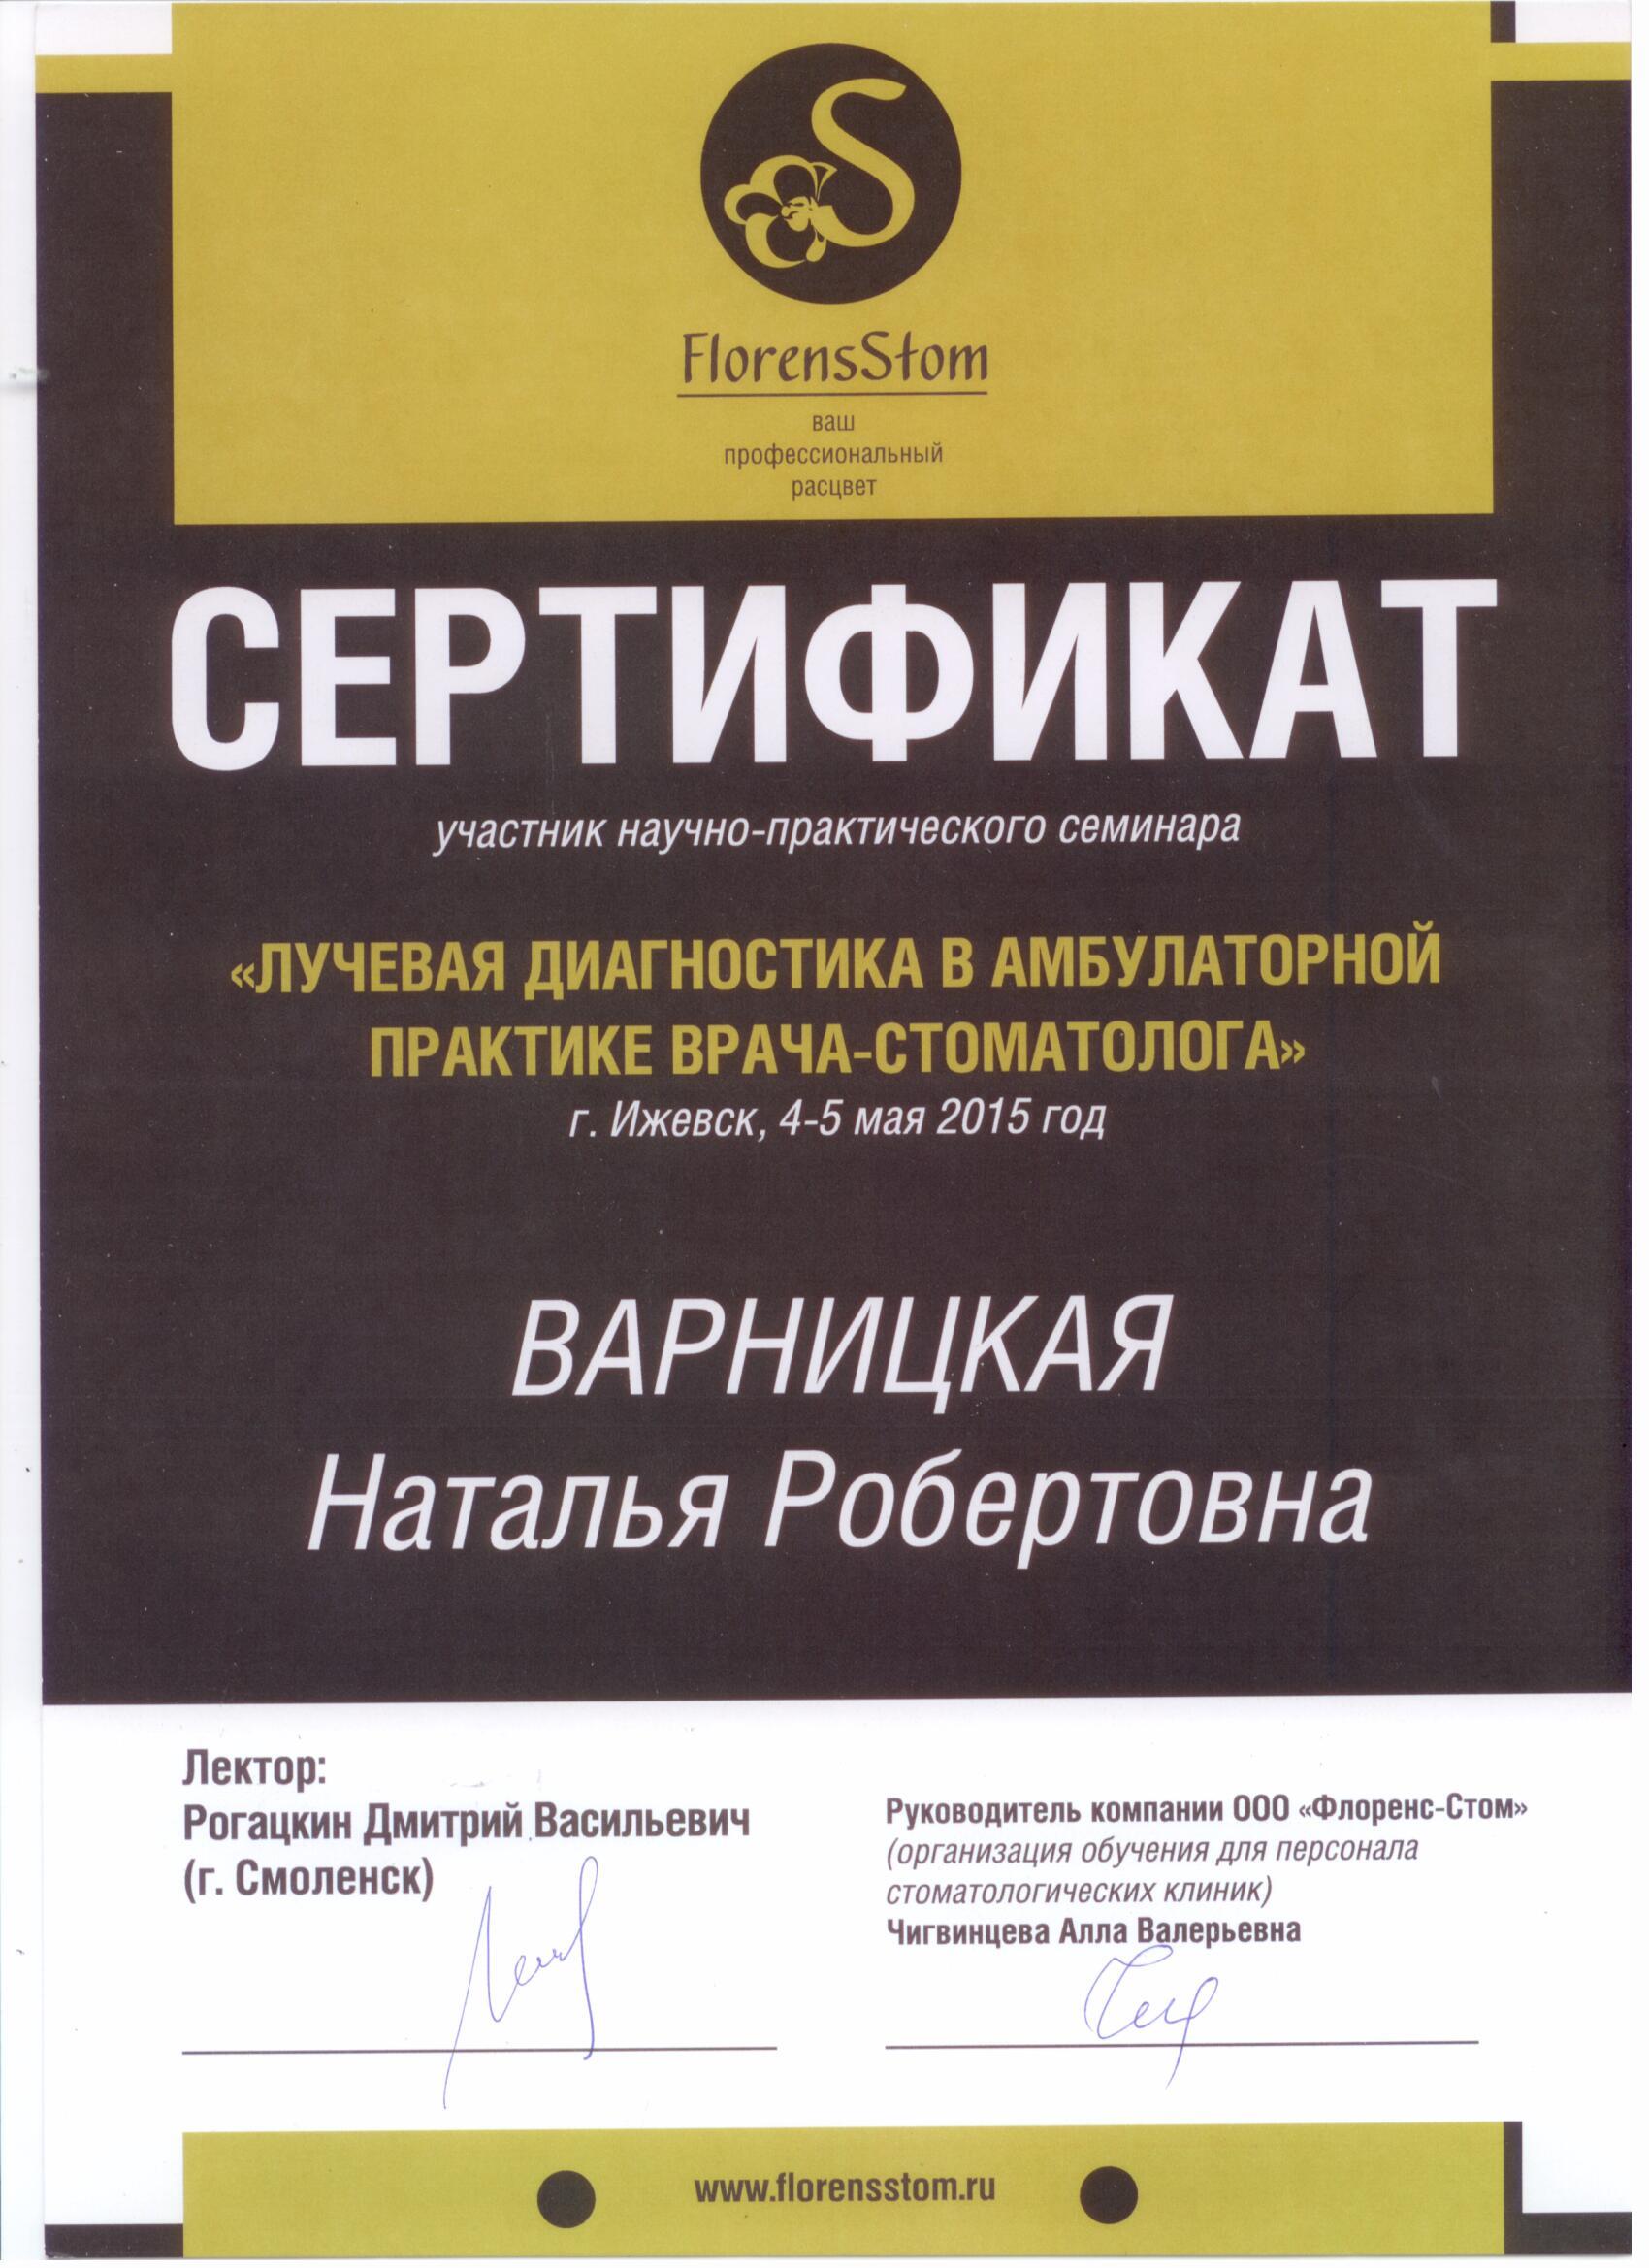 FlorensStom
ваш
профессиональный
расцвет
СЕРТИФИКАТ
участник научно-практического семинара
«ЛУЧЕВАЯ ДИАГНОСТИКА В АМБУЛАТОРНОЙ
ПРАКТИКЕ ВРАЧА-СТОМАТОЛОГА»
г. Ижевск, 4-5 мая 2015 год
ВАРНИЦКАЯ
Наталья Робертовна
Лектор:
Рогацкин Дмитрий Васильевич
(г. Смоленск)
Руководитель компании ООО «Флоренс-Стом»
(организация обучения для персонала
стоматологических клиник)
Чигвинцева Алла Валерьевна
www.florensstom.ru